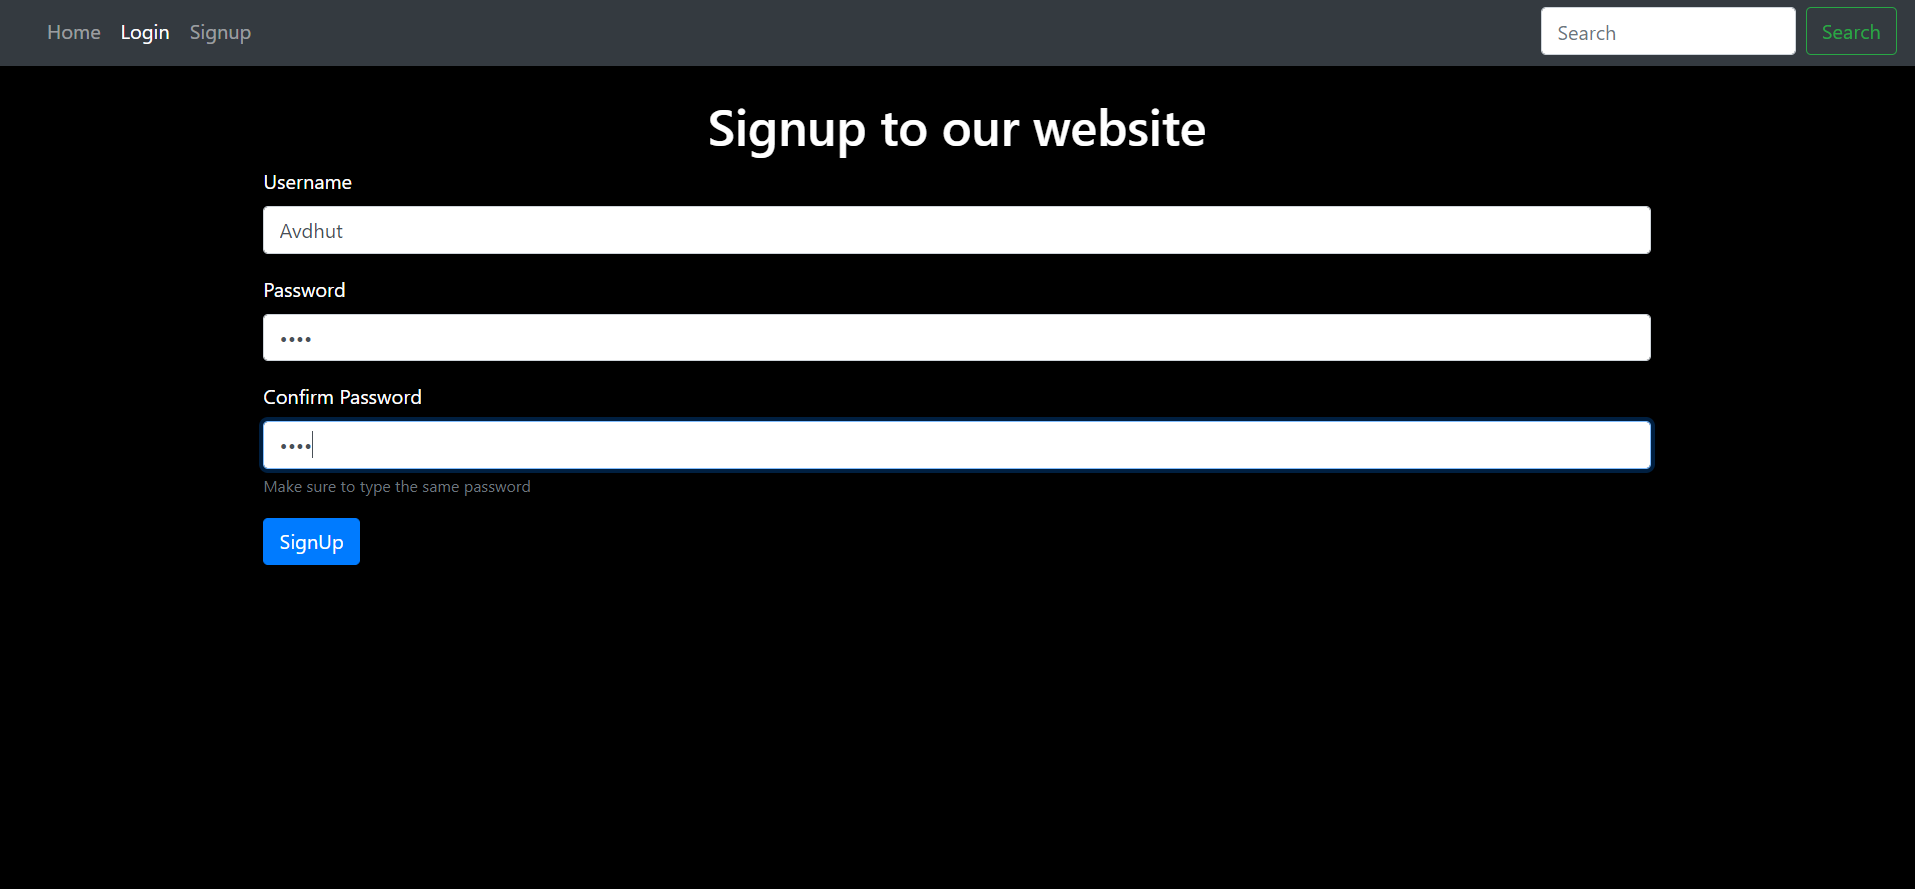 Home Login Signup Search Search
Signup to our website
Username
Avdhut
Password
••••
Confirm Password
••••
Make sure to type the same password
SignUp